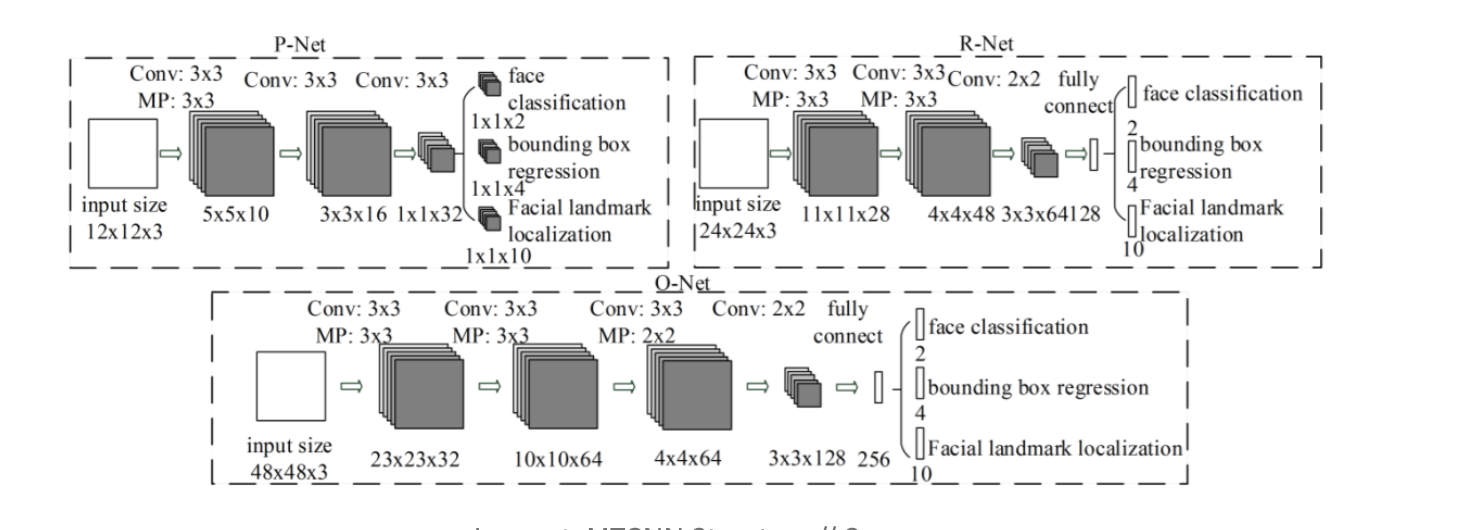 P-Net
Conv: 3x3
MP: 3x3
Conv: 3x3
Conv: 3x3
input size
12x12x3
5x5x10
3x3x16
1x1x32
face
classification
1x1x2
bounding box
regression
1x1x4
Facial landmark
localization
1x1x10
R-Net
Conv: 3x3
MP: 3x3
Conv: 3x3
MP: 3x3
Conv: 2x2
fully
connect
input size
24x24x3
11x11x28
4x4x48
3x3x64
128
face classification
2
bounding box
regression
4
Facial landmark
localization
10
O-Net
Conv: 3x3
MP: 3x3
Conv: 3x3
MP: 3x3
Conv: 3x3
MP: 2x2
Conv: 2x2
fully
connect
input size
48x48x3
23x23x32
10x10x64
4x4x64
3x3x128
256
face classification
2
bounding box regression
4
Facial landmark localization
10